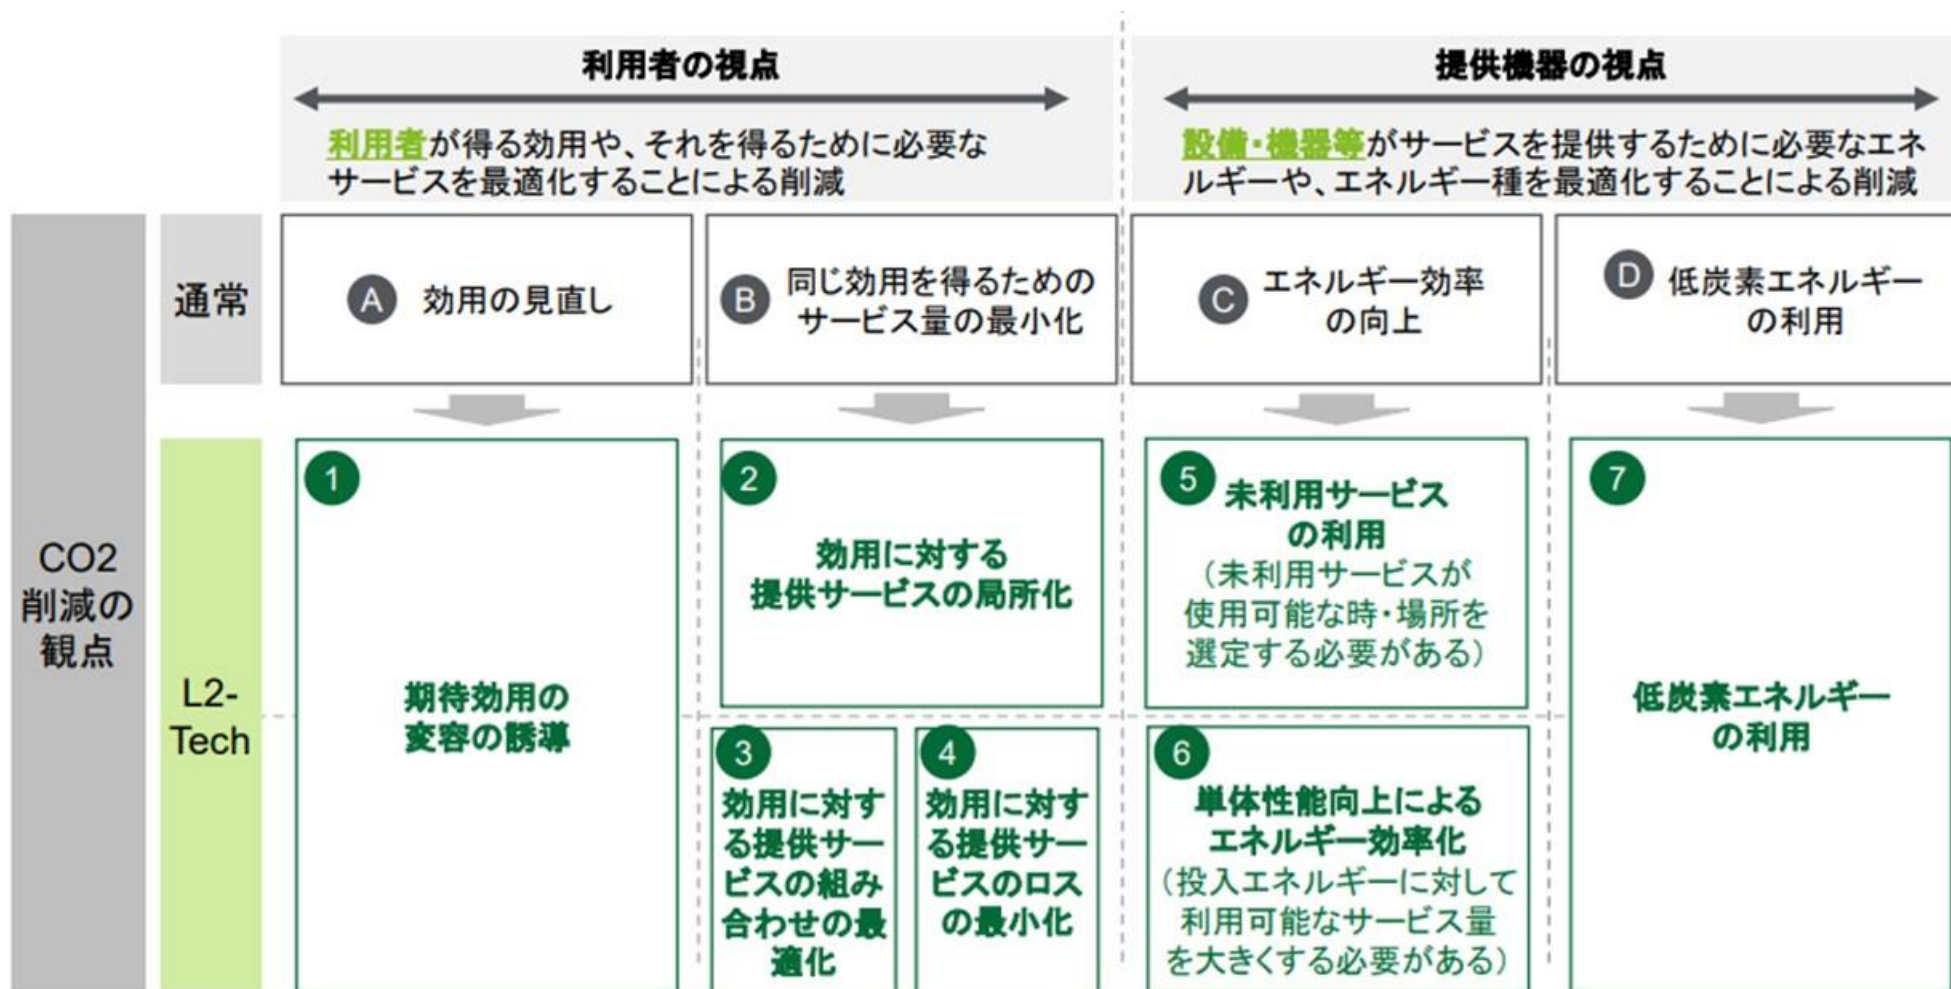 利用者の視点
利用者が得る効用や、それを得るために必要な
サービスを最適化することによる削減
提供機器の視点
設備・機器等がサービスを提供するために必要なエネ
ルギーや、エネルギー種を最適化することによる削減
CO2
削減の
観点
通常
A 効用の見直し
B 同じ効用を得るための
サービス量の最小化
C エネルギー効率
の向上
D 低炭素エネルギー
の利用
L2-
Tech
1
期待効用の
変容の誘導
2
効用に対する
提供サービスの局所化
3
効用に対す
る提供サー
ビスの組み
合わせの最
適化
4
効用に対す
る提供サー
ビスのロス
の最小化
5
未利用サービス
の利用
（未利用サービスが
使用可能な時・場所を
選定する必要がある）
6
単体性能向上による
エネルギー効率化
（投入エネルギーに対して
利用可能なサービス量
を大きくする必要がある）
7
低炭素エネルギー
の利用